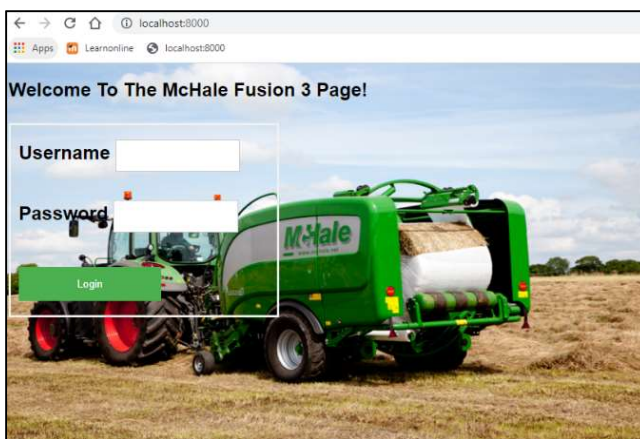 localhost:8000
Apps Learnonline localhost:8000
Welcome To The McHale Fusion 3 Page!
Username
Password
McHale
Login